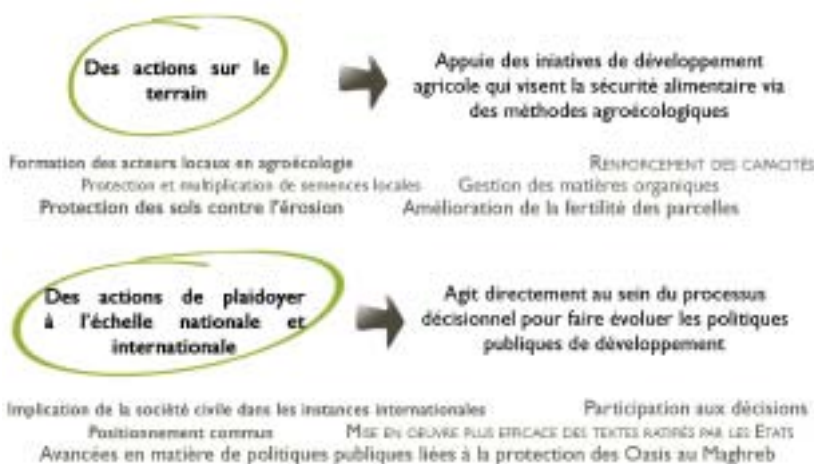 Des actions sur le
terrain
Appuie des iniatives de développement
agricole qui visent la sécurité alimentaire via
des méthodes agroécologiques
Formation des acteurs locaux en agroécologie
RENFORCEMENT DES CAPACITÉS
Protection et multiplication de semences locales
Gestion des matières organiques
Protection des sols contre l'érosion
Amélioration de la fertilité des parcelles
Des actions de plaidoyer
à l'échelle nationale et
internationale
Agit directement au sein du processus
décisionnel pour faire évoluer les politiques
publiques de développement
Implication de la société civile dans les instances internationales
Participation aux décisions
Positionnement commun
MISE EN OEUVRE PLUS EFFICACE DES TEXTES RATIFIÉS PAR LES ETATS
Avancées en matière de politiques publiques liées à la protection des Oasis au Maghreb